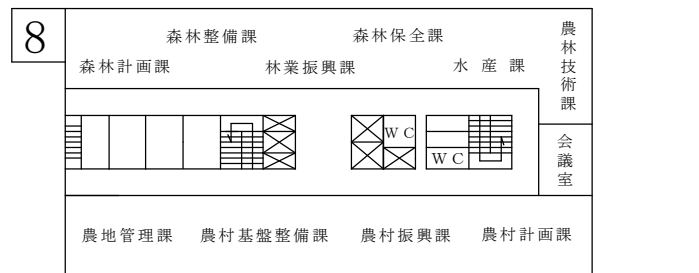 8
森林整備課 森林保全課
森林計画課 林業振興課 水産課
農林技術課
WC
WC
会議室
農地管理課 農村基盤整備課 農村振興課 農村計画課